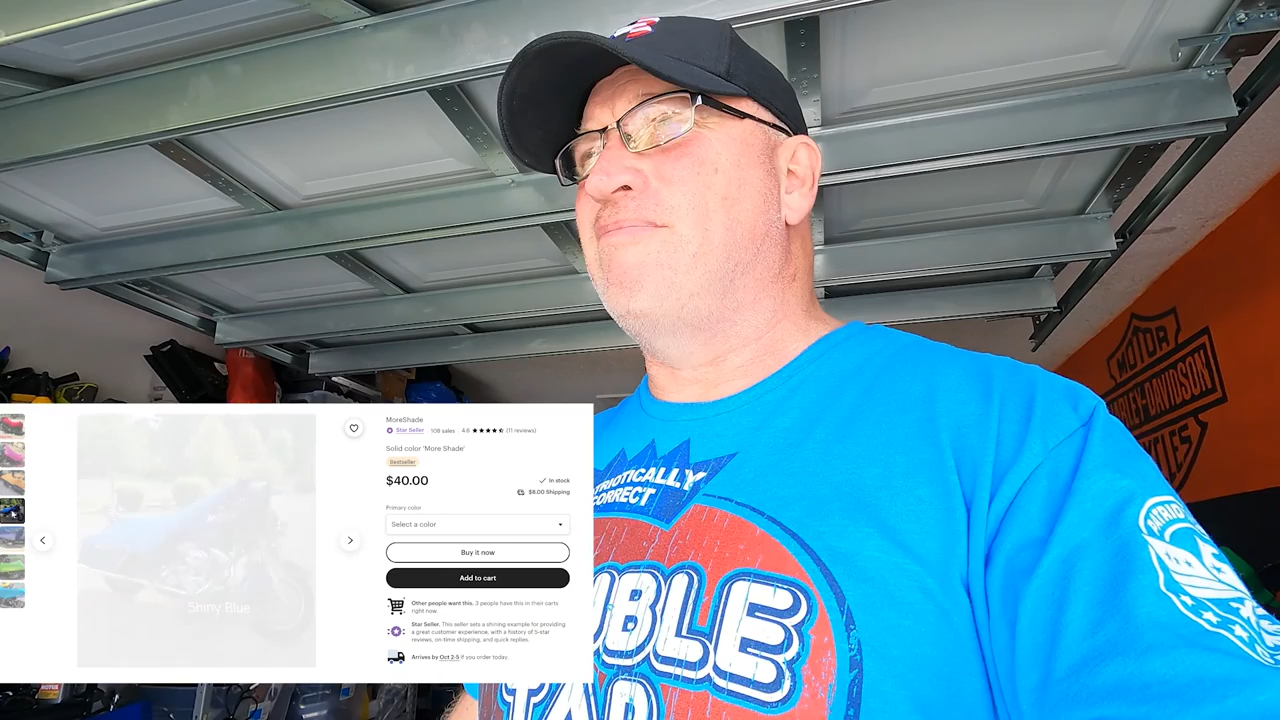 MoreShade
Star Seller 108 sales 4.6 (11 reviews)
Solid color 'More Shade'
Bestseller
$40.00
In stock
$8.00 Shipping
Primary color
Select a color
Buy it now
Add to cart
Other people want this. 3 people have this in their carts
right now.
Star Seller. This seller sets a shining example for providing
a great customer experience, with a history of 5-star
reviews, on-time shipping, and quick replies.
Arrives by Oct 2-5 if you order today.
Shiny Blue
MOTOR
HARLEY-DAVIDSON
CYCLES
PATRIOTICALLY
CORRECT
UBLE
TAP
PATRIO